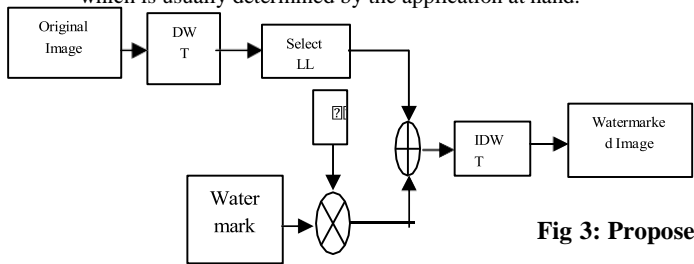 which is usually determined by the application at hand.
Original
Image
DW
T
Select
LL
IDW
T
Watermarke
d Image
Water
mark
Fig 3: Propose